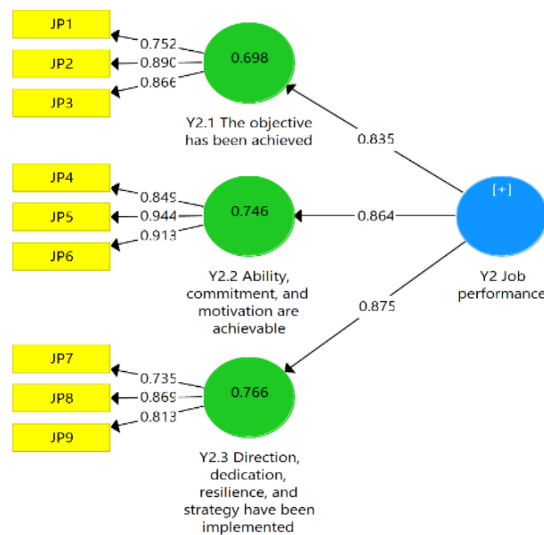 JP1
JP2
JP3
0.752
0.890
0.866
0.698
Y2.1 The objective
has been achieved
0.835
JP4
JP5
JP6
0.849
0.944
0.913
0.746
Y2.2 Ability,
commitment, and
motivation are
achievable
0.864
[+]
Y2 Job
performance
0.875
JP7
JP8
JP9
0.735
0.869
0.813
0.766
Y2.3 Direction,
dedication,
resilience, and
strategy have been
implemented